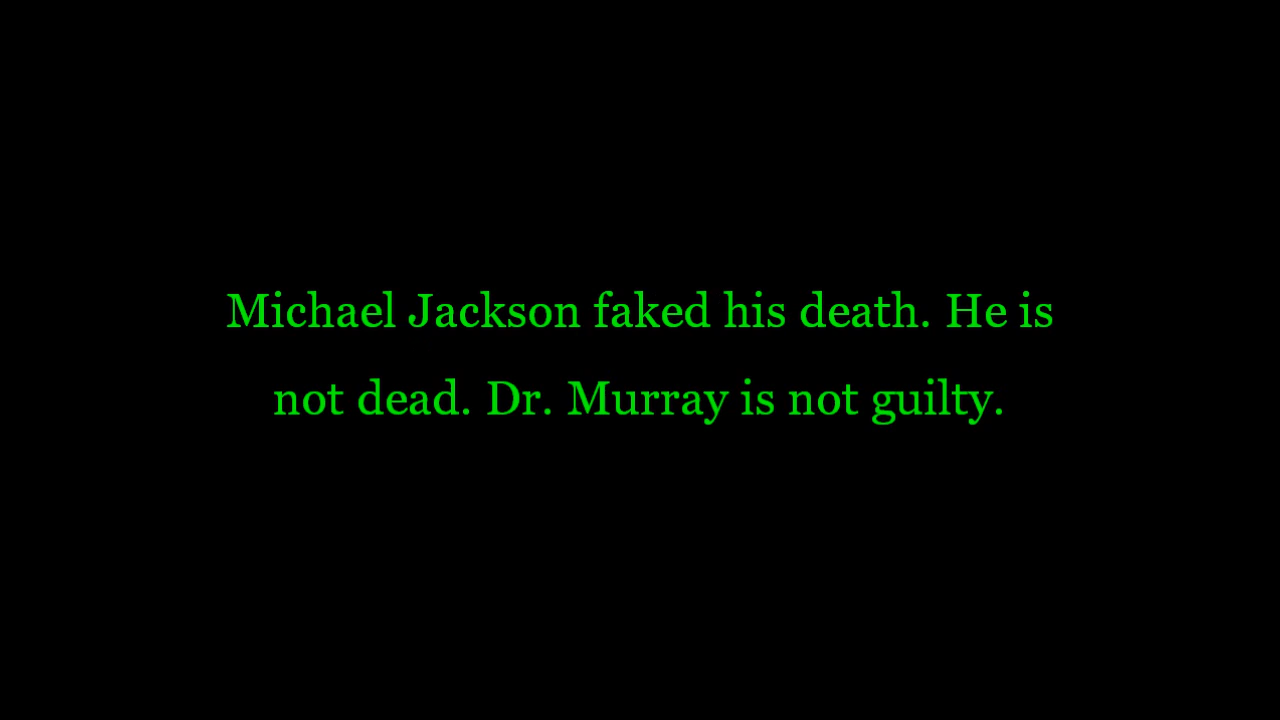 Michael Jackson faked his death. He is
not dead. Dr. Murray is not guilty.